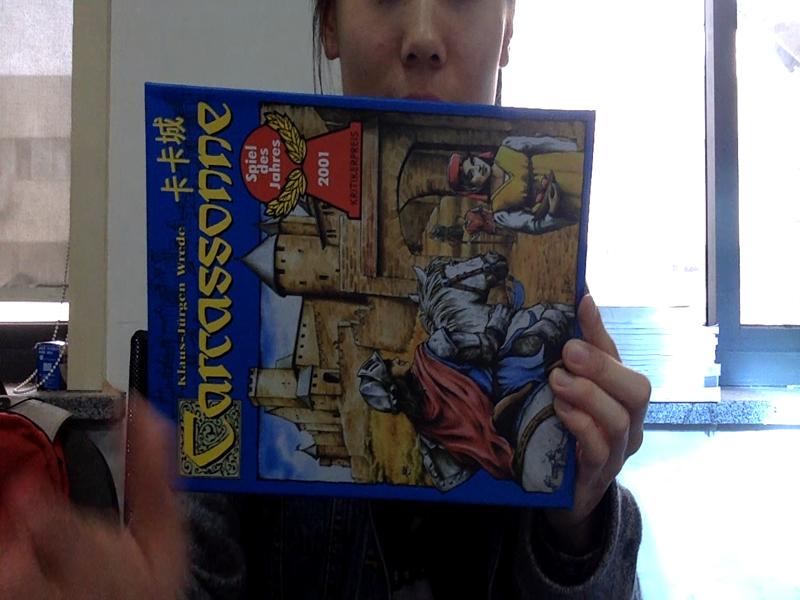 卡卡城
Klaus-Jürgen Wrede
Carcassonne
Spiel
des
Jahres
2001
KRITIKERPREIS